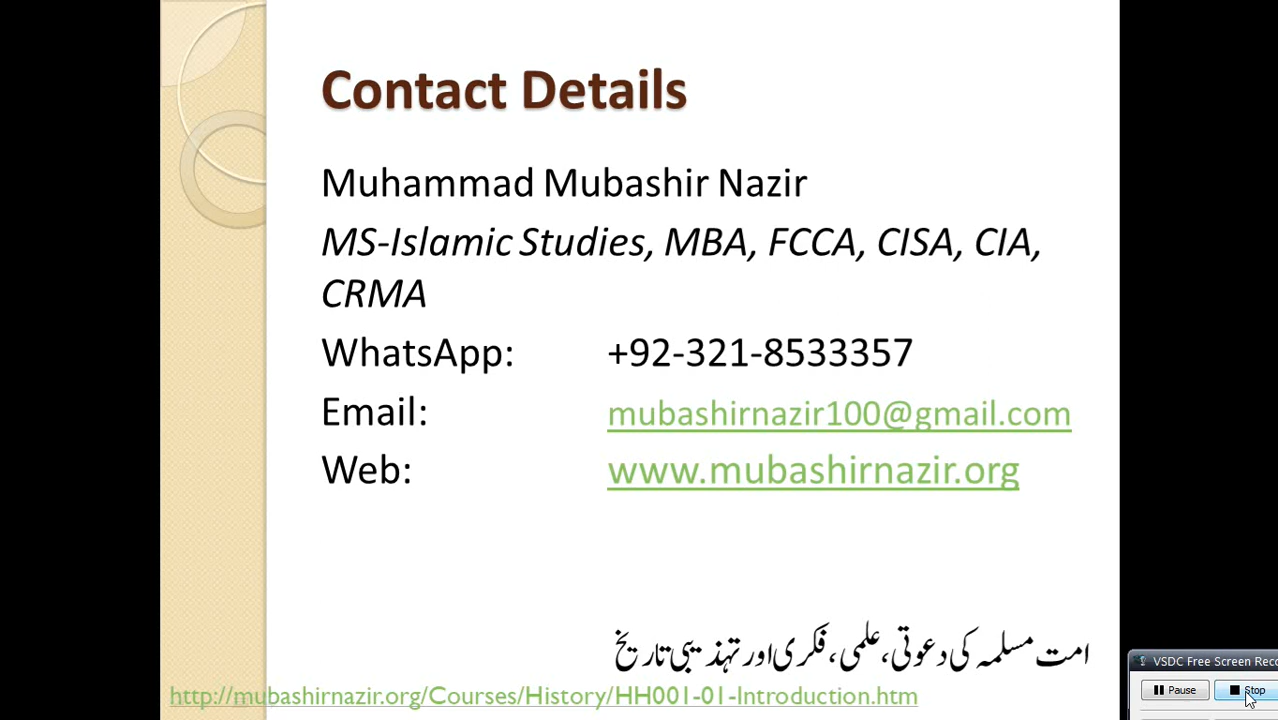 Contact Details
Muhammad Mubashir Nazir
MS-Islamic Studies, MBA, FCCA, CISA, CIA,
CRMA
WhatsApp: +92-321-8533357
Email: mubashirnazir100@gmail.com
Web: www.mubashirnazir.org
امت مسلمہ کی دعوتی، علمی، فکری اور تہذیبی تاریخ
http://mubashirnazir.org/Courses/History/HH001-01-Introduction.htm
VSDC Free Screen Reco
Pause Stop